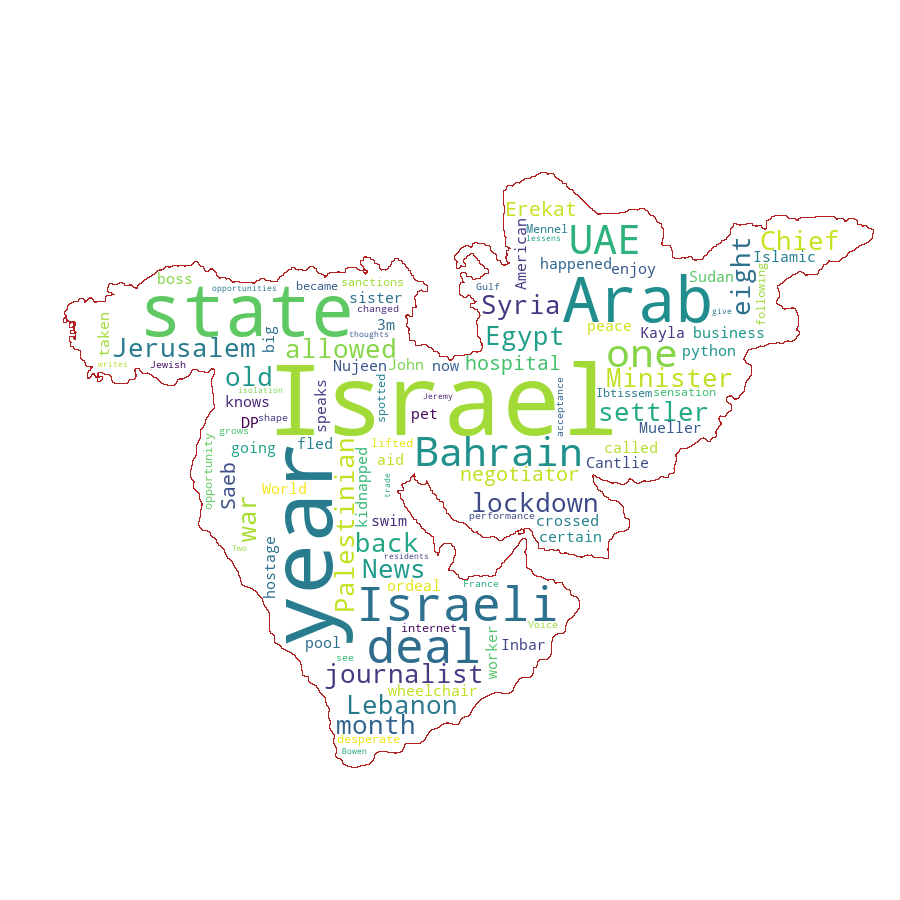 Erekat
Mennel
lessens
American
UAE
Chief
Islamic
eight
happened
enjoy
Sudan
following
boss
opportunities
became
sanctions
Gulf
state
sister
changed
Syria
Arab
give
taken
3m
thoughts
Egypt
peace
Kayla
business
Jerusalem
big
allowed
one
python
writes
Jewish
Nujeen
John
now
hospital
old
isolation
Israel
Minister
knows
speaks
spotted
Jeremy
pet
acceptance
Ibtissem
sensation
DP
shape
settler
grows
Mueller
going
fled
lifted
Bahrain
called
opportunity
Saeb
year
Palestinian
kidnapped
aid
negotiator
Cantlie
World
trade
war
lockdown
swim
performance
crossed
Two
hostage
back
certain
residents
News
ordeal
France
Israeli
internet
Voice
pool
deal
worker
Inbar
see
journalist
wheelchair
Lebanon
month
desperate
Bowen